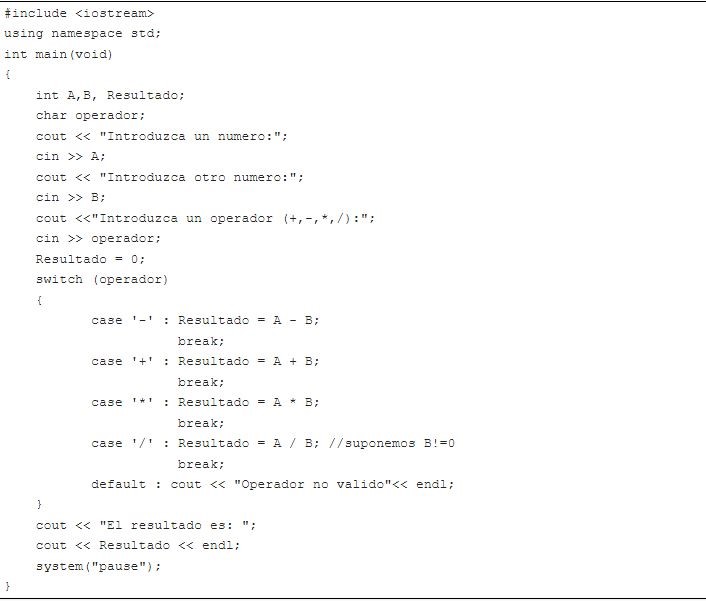 #include <iostream>
using namespace std;
int main(void)
{
    int A,B, Resultado;
    char operador;
    cout << "Introduzca un numero:";
    cin >> A;
    cout << "Introduzca otro numero:";
    cin >> B;
    cout <<"Introduzca un operador (+,-,*,/):";
    cin >> operador;
    Resultado = 0;
    switch (operador)
    {
           case '-' : Resultado = A - B;
                      break;
           case '+' : Resultado = A + B;
                      break;
           case '*' : Resultado = A * B;
                      break;
           case '/' : Resultado = A / B; //suponemos B!=0
                      break;
           default : cout << "Operador no valido"<< endl;
    }
    cout << "El resultado es: ";
    cout << Resultado << endl;
    system("pause");
}